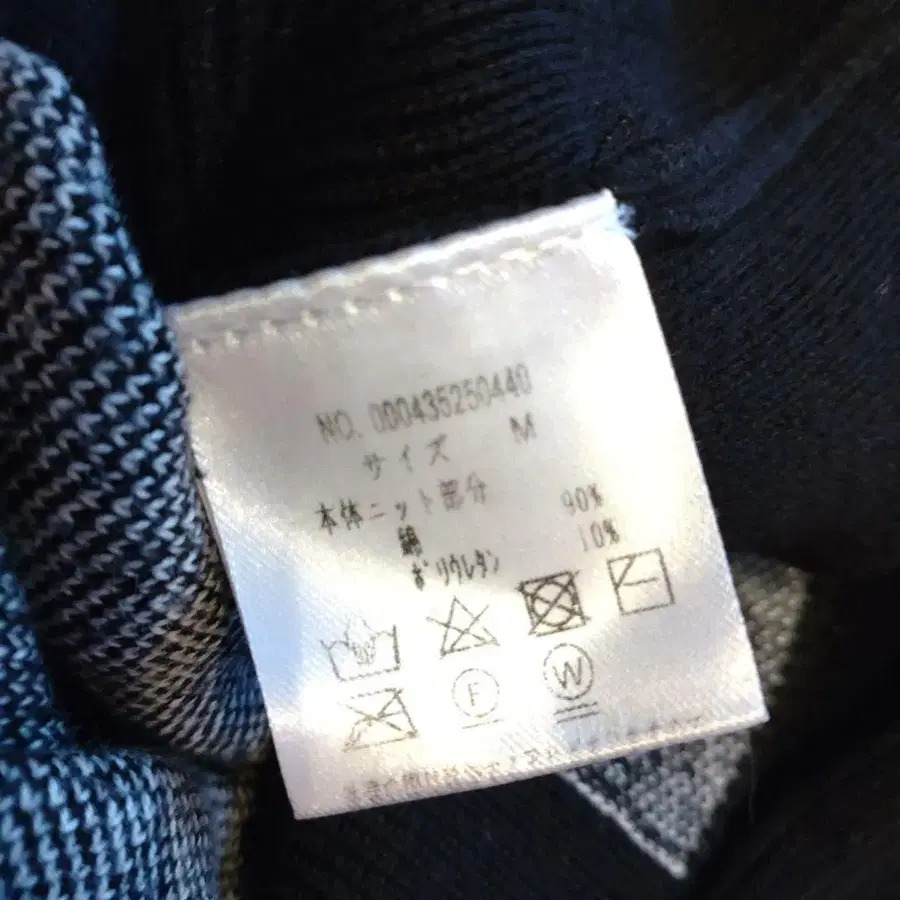 NO. 000435250440
サイズ M
本体ニット部分
綿 90%
ポリウレタン 10%
F W